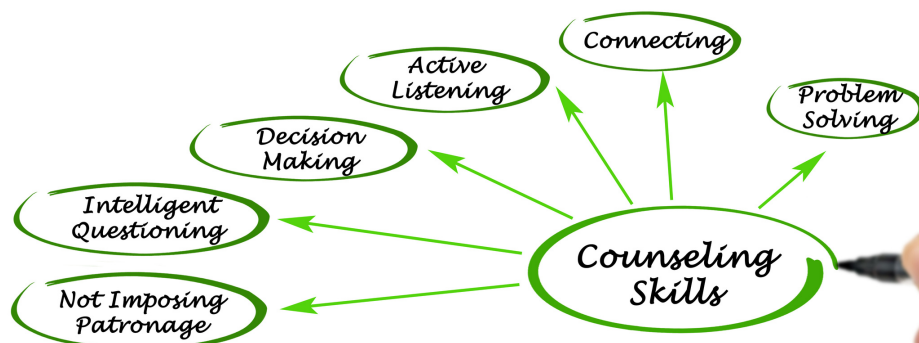 Connecting
Active
Listening
Problem
Solving
Decision
Making
Intelligent
Questioning
Counseling
Skills
Not Imposing
Patronage